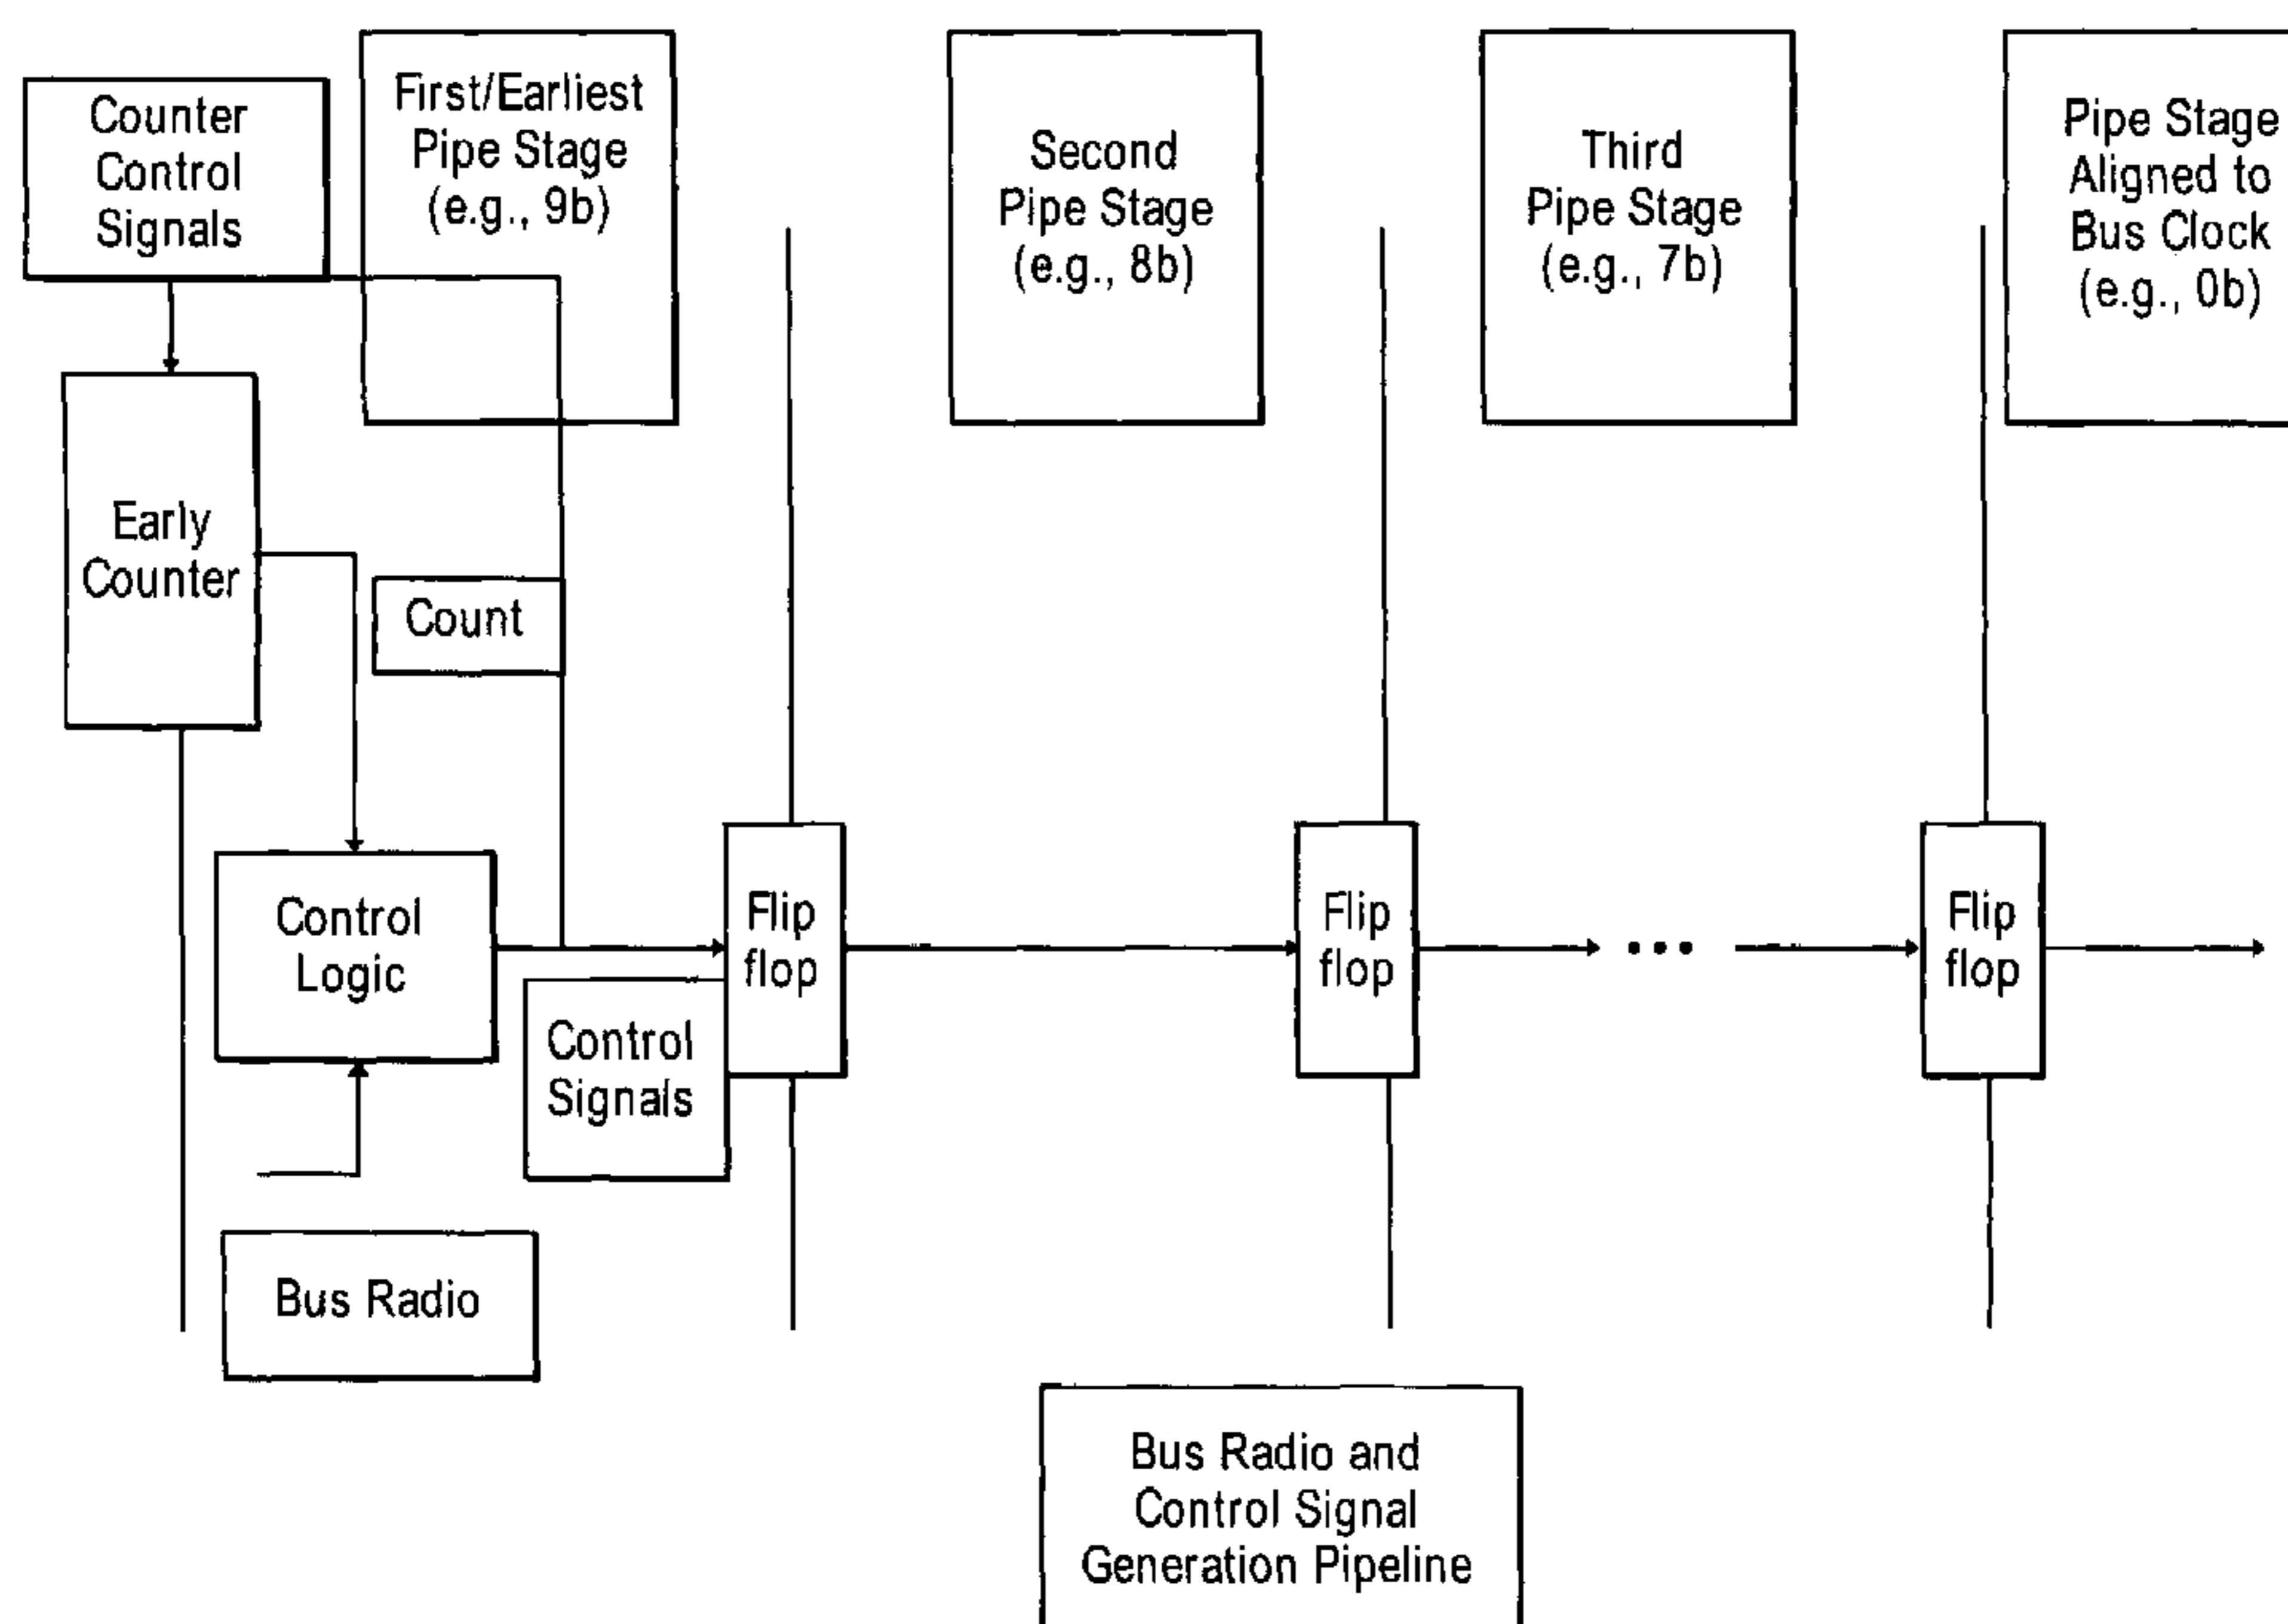 Counter
Control
Signals
First/Earliest
Pipe Stage
(e.g., 9b)
Second
Pipe Stage
(e.g., 8b)
Third
Pipe Stage
(e.g., 7b)
Pipe Stage
Aligned to
Bus Clock
(e.g., 0b)
Early
Counter
Count
Control
Logic
Flip
flop
Flip
flop
•••
Flip
flop
Control
Signals
Bus Radio
Bus Radio and
Control Signal
Generation Pipeline